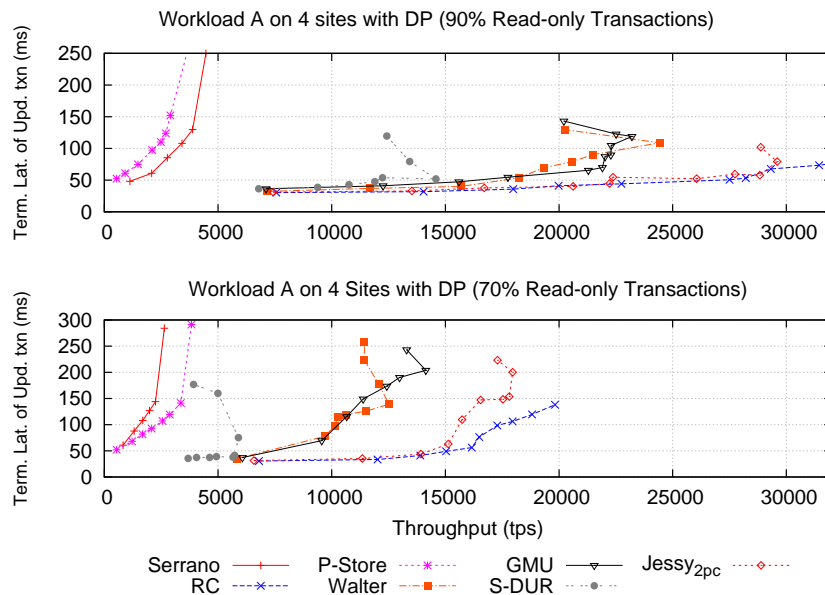 Workload A on 4 sites with DP (90% Read-only Transactions)
Term. Lat. of Upd. txn (ms)
250
200
150
100
50
0
0 5000 10000 15000 20000 25000 30000
Workload A on 4 Sites with DP (70% Read-only Transactions)
Term. Lat. of Upd. txn (ms)
300
250
200
150
100
50
0
0 5000 10000 15000 20000 25000 30000
Throughput (tps)
Serrano P-Store GMU Jessy2pc
RC Walter S-DUR